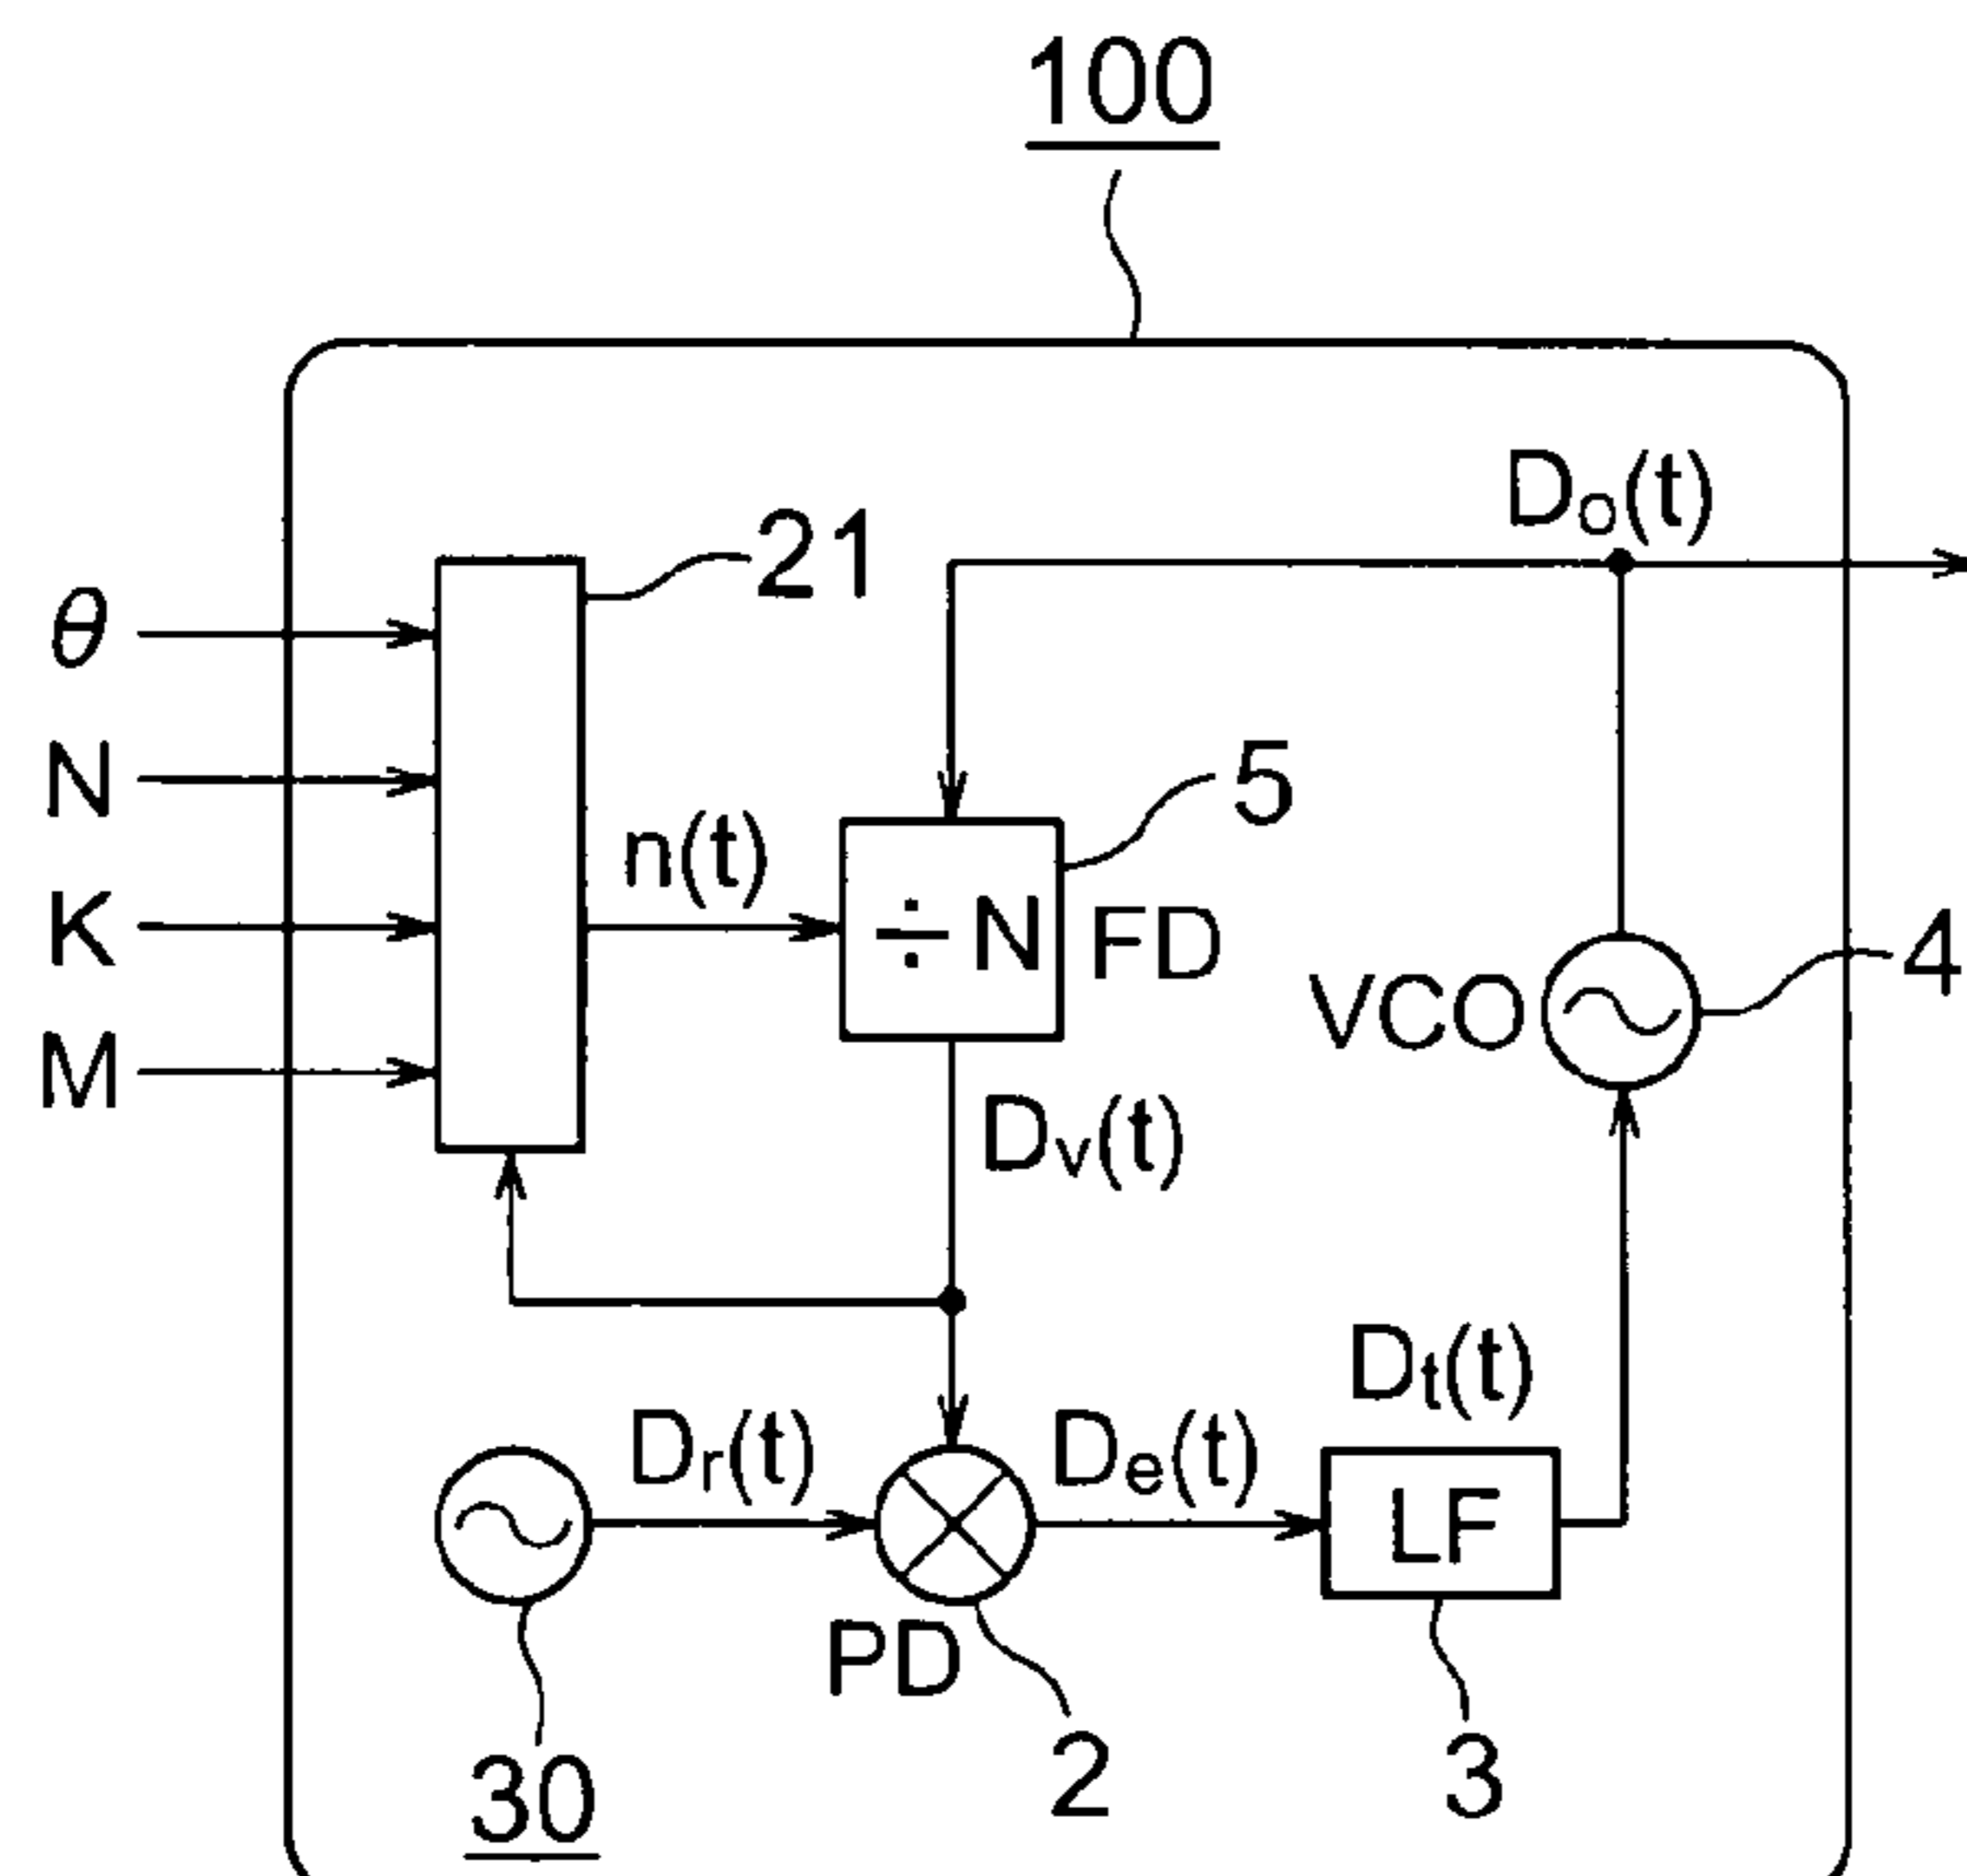 100
Do(t)
21
θ
N
5
n(t)
K
÷ N
FD
4
VCO
M
Dv(t)
Dt(t)
Dr(t)
De(t)
LF
PD
2
3
30